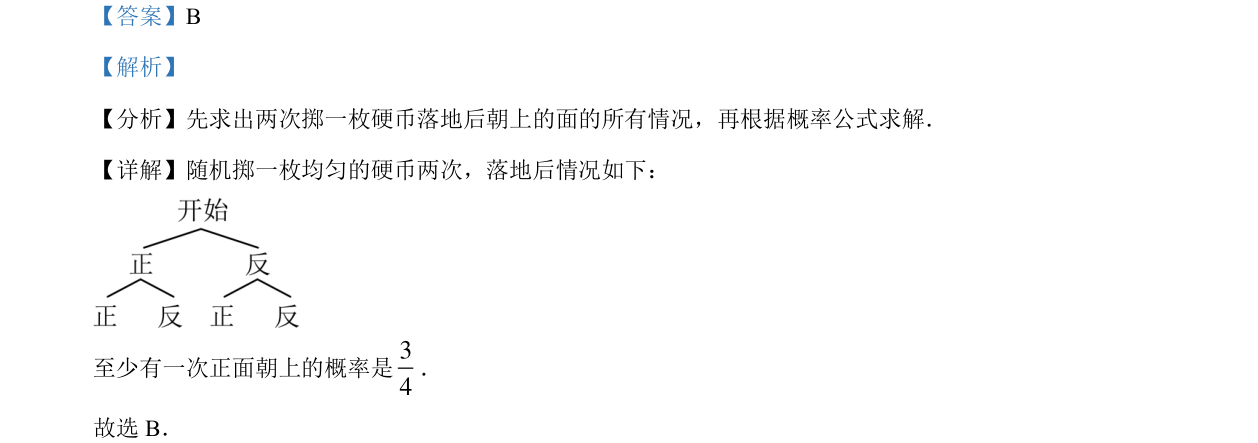 【答案】B
【解析】
【分析】先求出两次掷一枚硬币落地后朝上的面的所有情况，再根据概率公式求解．
【详解】随机掷一枚均匀的硬币两次，落地后情况如下：
开始
正 反
正 反 正 反
至少有一次正面朝上的概率是3/4．
故选 B．